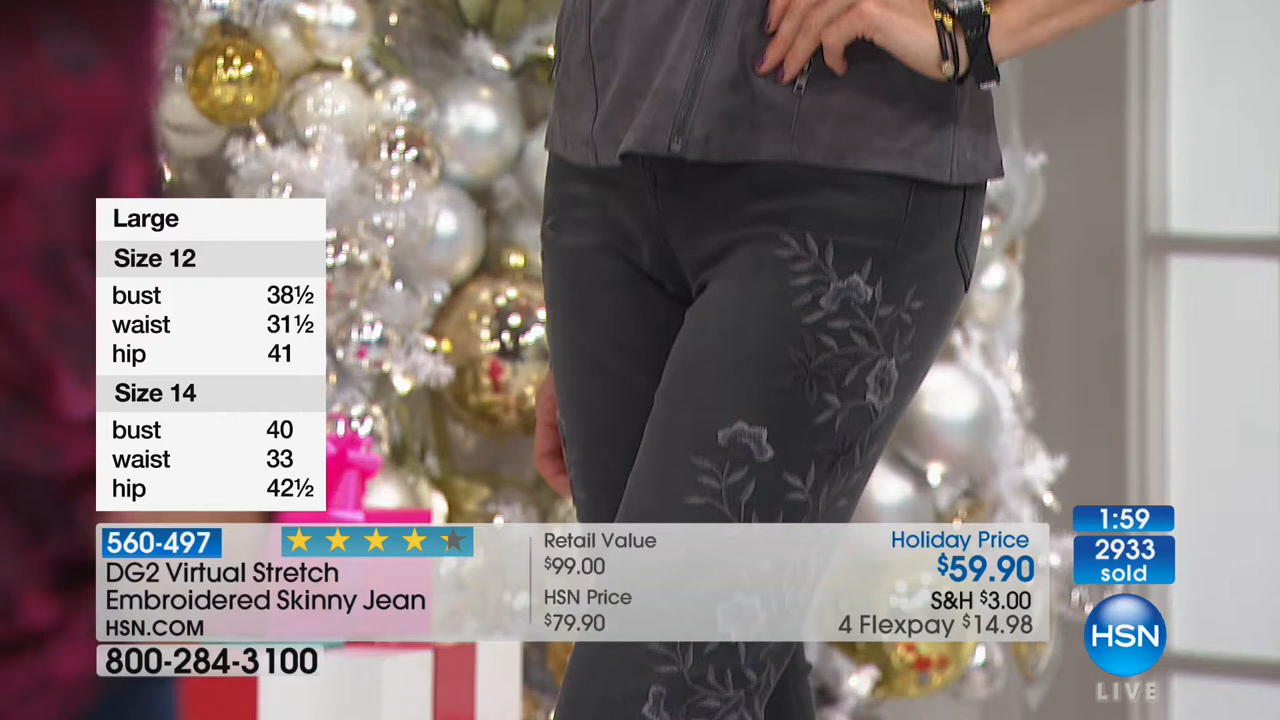 Large
Size 12
bust 38½
waist 31½
hip 41
Size 14
bust 40
waist 33
hip 42½
560-497
DG2 Virtual Stretch
Embroidered Skinny Jean
HSN.COM
800-284-3100
Retail Value
$99.00
HSN Price
$79.90
Holiday Price
$59.90
S&H $3.00
4 Flexpay $14.98
1:59
2933
sold
HSN
LIVE